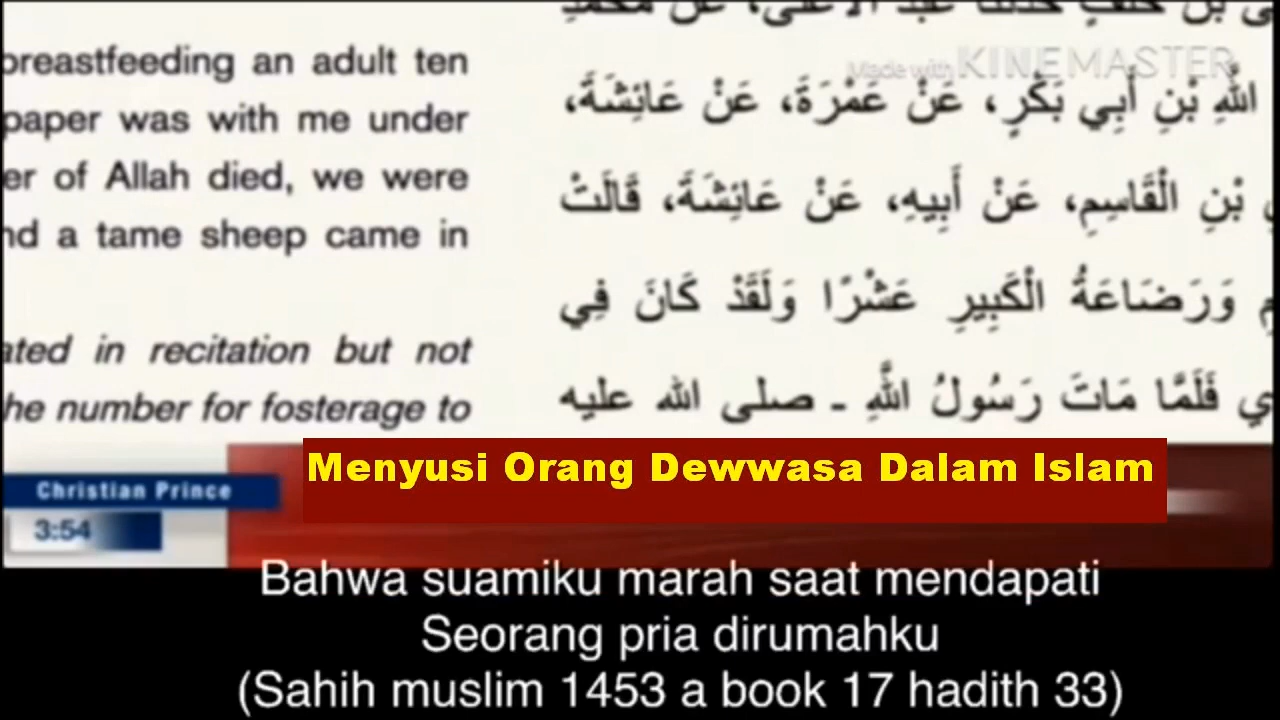 breastfeeding an adult ten
paper was with me under
er of Allah died, we were
nd a tame sheep came in
ated in recitation but not
he number for fosterage to
Made with KINEMASTER
اللَّهِ بْنِ أَبِي بَكْرٍ، عَنْ عَمْرَةَ، عَنْ عَائِشَةَ،
بْنِ الْقَاسِمِ، عَنْ أَبِيهِ، عَنْ عَائِشَةَ، قَالَتْ
وَرَضَاعَةُ الْكَبِيرِ عَشْرًا وَلَقَدْ كَانَ فِي
فَلَمَّا مَاتَ رَسُولُ اللَّهِ ـ صلى الله عليه
Menyusi Orang Dewwasa Dalam Islam
Christian Prince
3:54
Bahwa suamiku marah saat mendapati
Seorang pria dirumahku
(Sahih muslim 1453 a book 17 hadith 33)